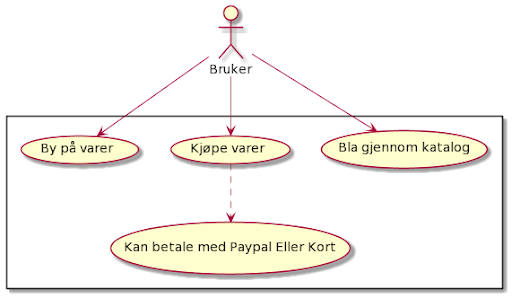 Bruker
By på varer
Kjøpe varer
Bla gjennom katalog
Kan betale med Paypal Eller Kort